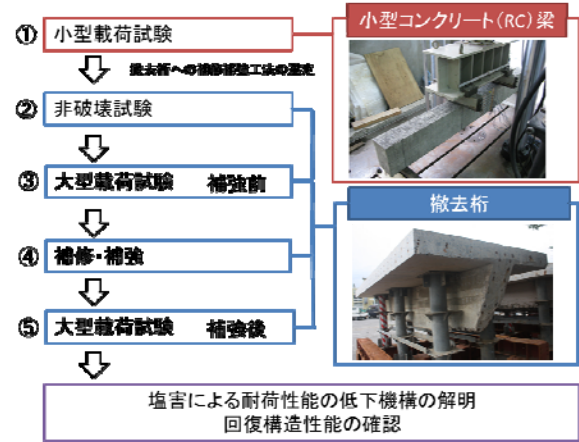 ① 小型載荷試験
小型コンクリート(RC)梁
撤去桁への補修補強工法の選定
② 非破壊試験
③ 大型載荷試験 補強前
撤去桁
④ 補修・補強
⑤ 大型載荷試験 補強後
塩害による耐荷性能の低下機構の解明
回復構造性能の確認